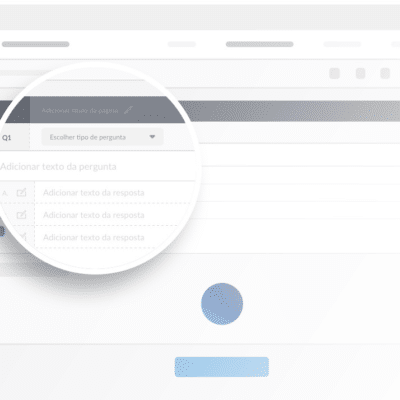 Adicionar título da página
Q1 Escolher tipo de pergunta
Adicionar texto da pergunta
Adicionar texto da resposta
Adicionar texto da resposta
Adicionar texto da resposta